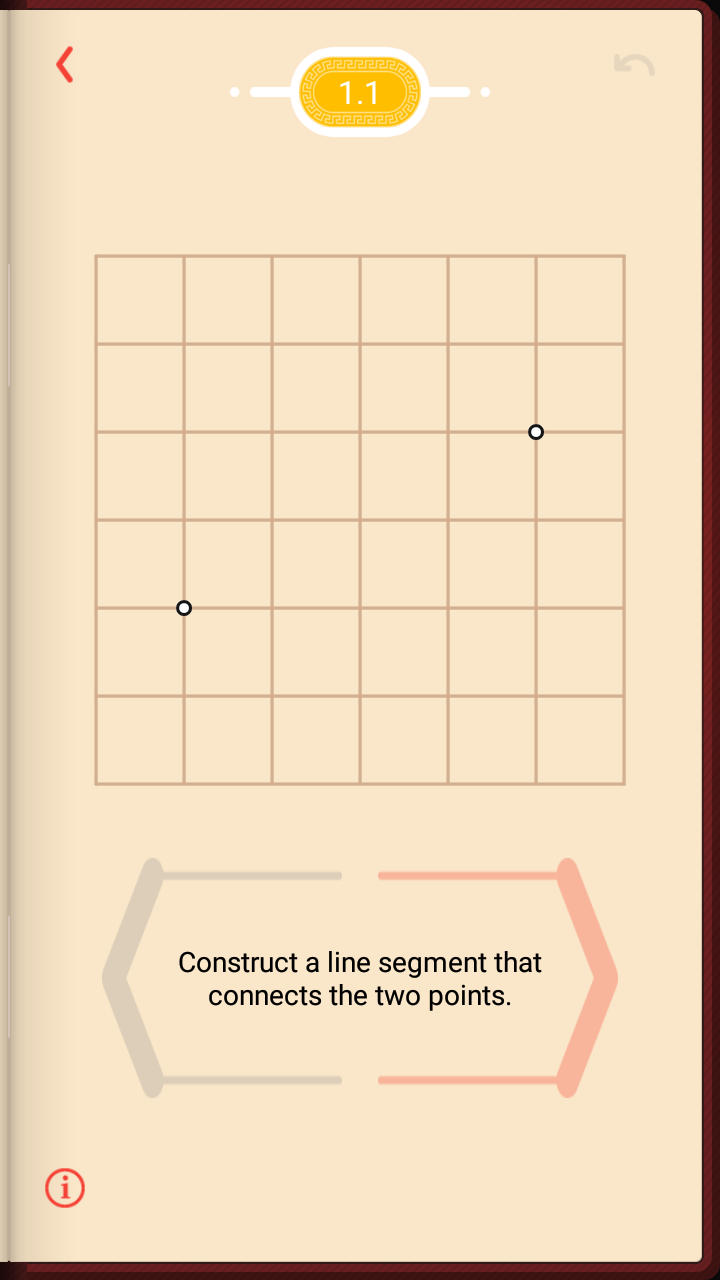 1.1
Construct a line segment that
connects the two points.